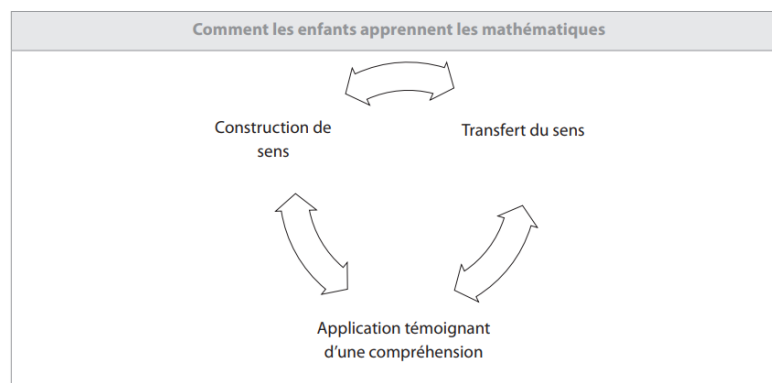 Comment les enfants apprennent les mathématiques
Construction de
sens
Transfert du sens
Application témoignant
d'une compréhension